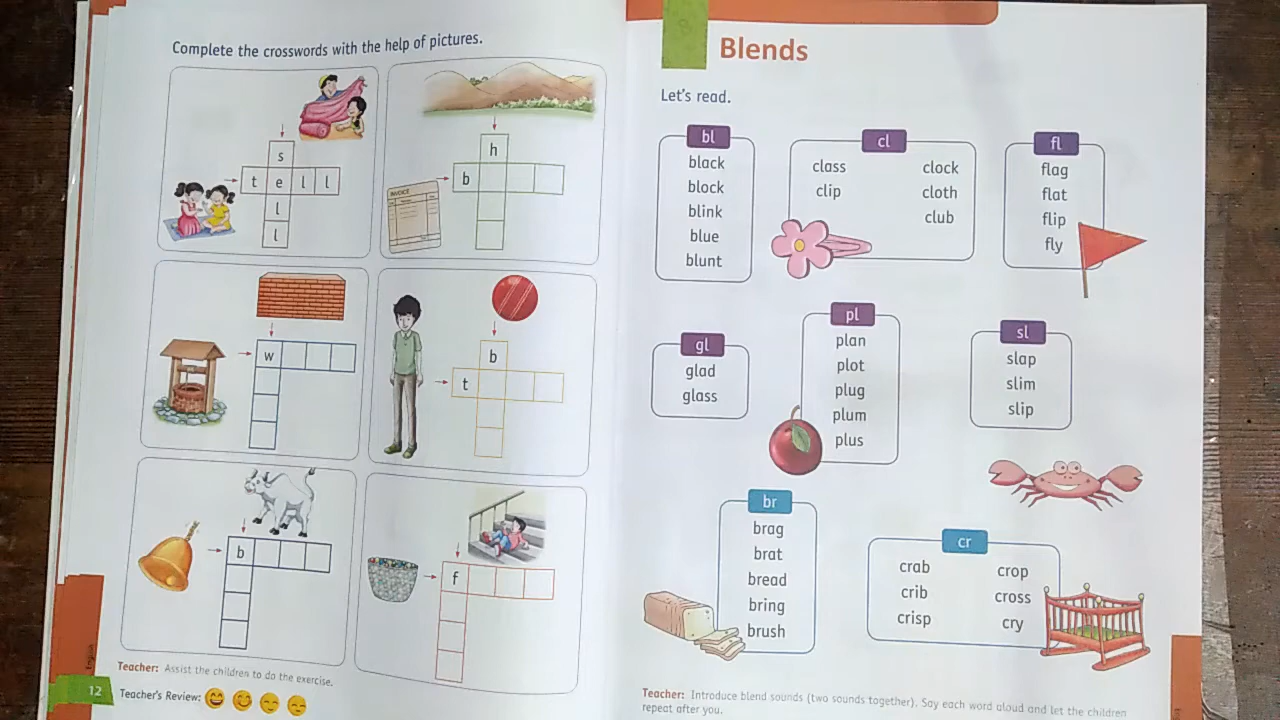 Complete the crosswords with the help of pictures.
s
t e l l
l
l
h
INVOICE
b
w
b
t
b
f
Teacher: Assist the children to do the exercise.
English
12
Teacher's Review:
Blends
Let's read.
bl
black
block
blink
blue
blunt
cl
class clock
clip cloth
club
fl
flag
flat
flip
fly
gl
glad
glass
pl
plan
plot
plug
plum
plus
sl
slap
slim
slip
br
brag
brat
bread
bring
brush
cr
crab crop
crib cross
crisp cry
Teacher: Introduce blend sounds (two sounds together). Say each word aloud and let the children
repeat after you.